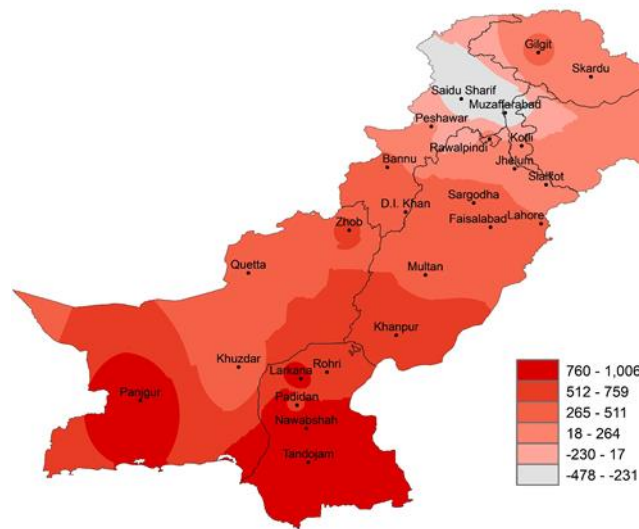 Gilgit
Skardu
Saidu Sharif
Muzaffarabad
Peshawar
Rawalpindi
Kotli
Bannu
Jhelum
Sialkot
Sargodha
D.I. Khan
Faisalabad
Lahore
Zhob
Quetta
Multan
Khanpur
Khuzdar
Rohri
Larkana
Panjgur
Padidan
Nawabshah
Tandojam
760 - 1,006
512 - 759
265 - 511
18 - 264
-230 - 17
-478 - -231